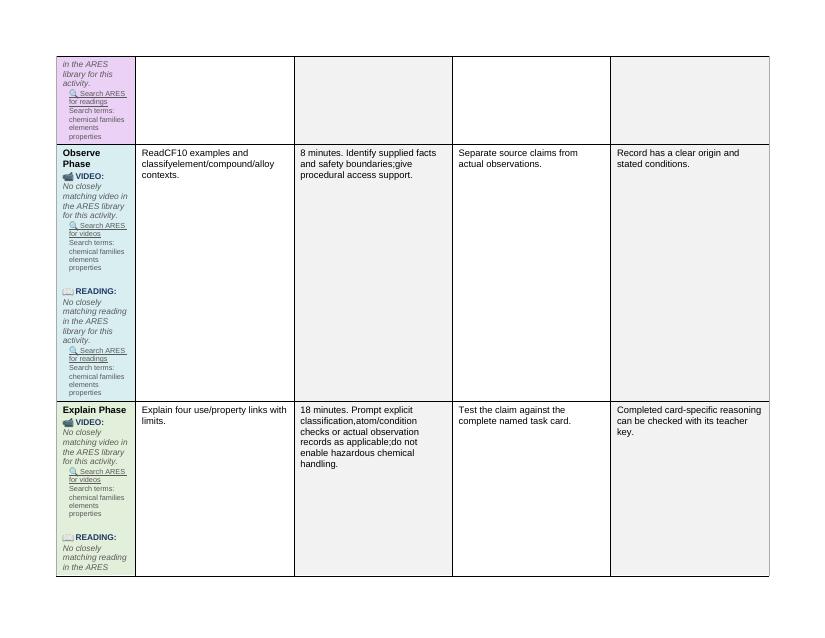 in the ARES
library for this
activity.
🔍 Search ARES
for readings
Search terms:
chemical families
elements
properties
Observe
Phase
📹 VIDEO:
No closely
matching video in
the ARES library
for this activity.
🔍 Search ARES
for videos
Search terms:
chemical families
elements
properties
📖 READING:
No closely
matching reading
in the ARES
library for this
activity.
🔍 Search ARES
for readings
Search terms:
chemical families
elements
properties
ReadCF10 examples and
classifyelement/compound/alloy
contexts.
8 minutes. Identify supplied facts
and safety boundaries;give
procedural access support.
Separate source claims from
actual observations.
Record has a clear origin and
stated conditions.
Explain Phase
📹 VIDEO:
No closely
matching video in
the ARES library
for this activity.
🔍 Search ARES
for videos
Search terms:
chemical families
elements
properties
📖 READING:
No closely
matching reading
in the ARES
Explain four use/property links with
limits.
18 minutes. Prompt explicit
classification,atom/condition
checks or actual observation
records as applicable;do not
enable hazardous chemical
handling.
Test the claim against the
complete named task card.
Completed card-specific reasoning
can be checked with its teacher
key.